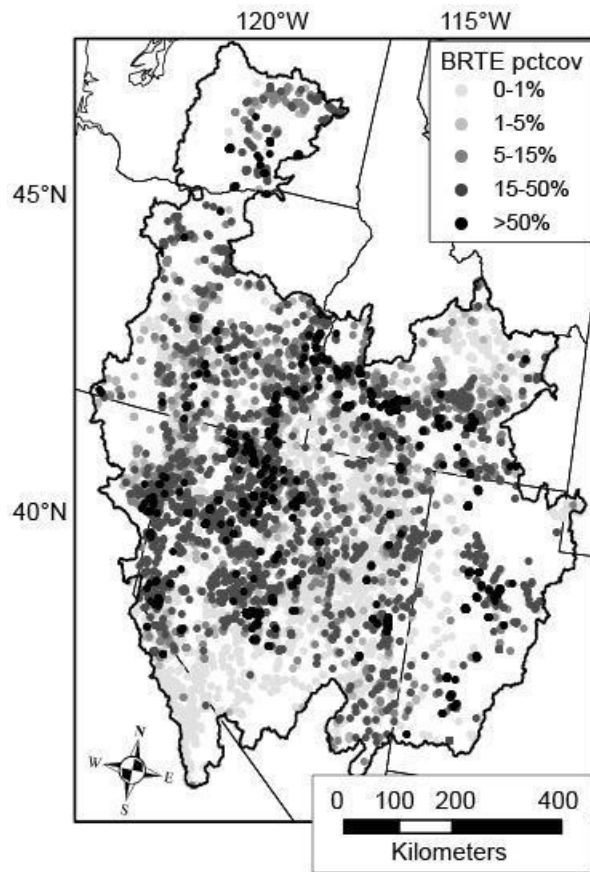 120°W 115°W
BRTE pctcov
0-1%
1-5%
5-15%
15-50%
>50%
45°N
40°N
N
W E
S
0 100 200 400
Kilometers